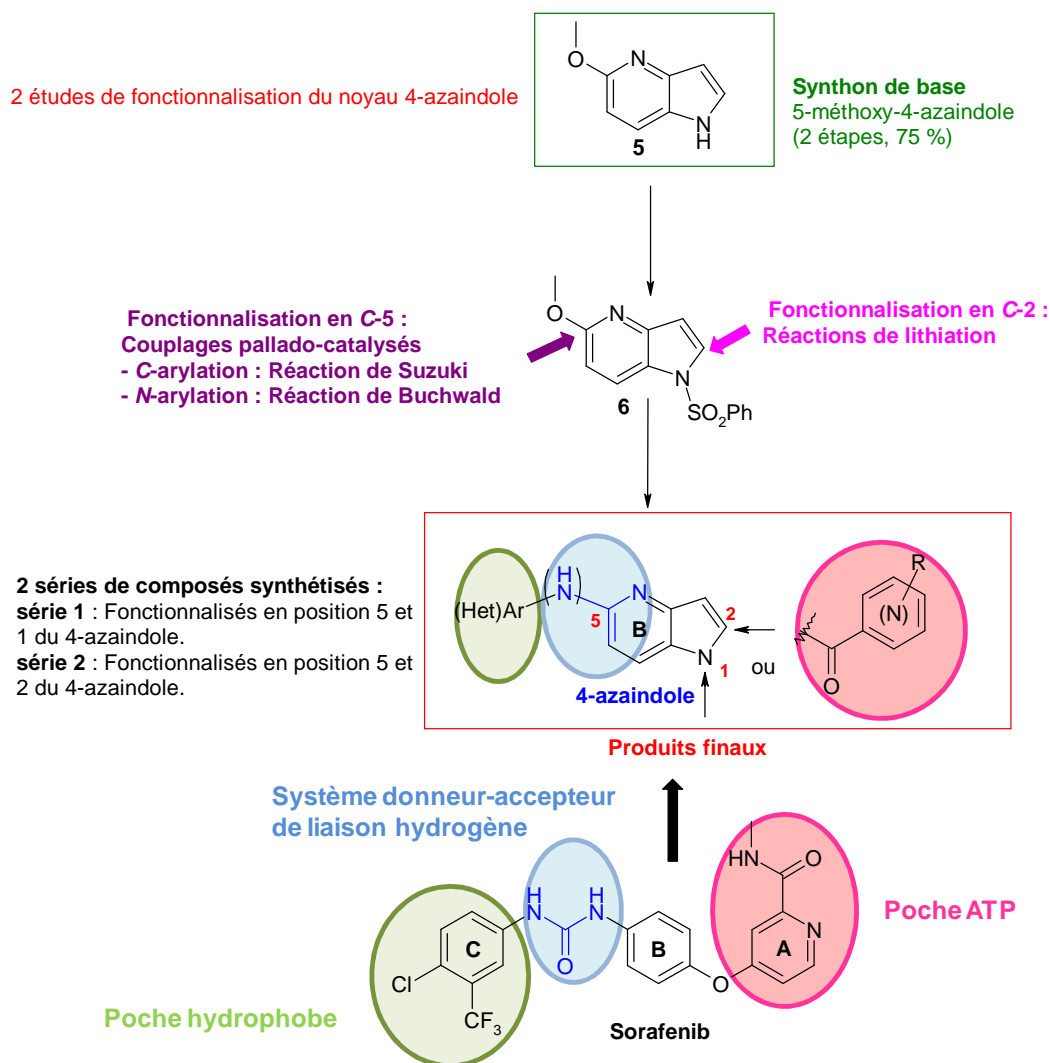 O
N
2 études de fonctionnalisation du noyau 4-azaindole
N
H
5
Synthon de base
5-méthoxy-4-azaindole
(2 étapes, 75 %)
Fonctionnalisation en C-5 :
Couplages pallado-catalysés
- C-arylation : Réaction de Suzuki
- N-arylation : Réaction de Buchwald
O
N
N
SO2Ph
6
Fonctionnalisation en C-2 :
Réactions de lithiation
2 séries de composés synthétisés :
série 1 : Fonctionnalisés en position 5 et
1 du 4-azaindole.
série 2 : Fonctionnalisés en position 5 et
2 du 4-azaindole.
(Het)Ar
H
(N)
5
N
B
2
N
1
4-azaindole
ou
R
(N)
O
Produits finaux
Système donneur-accepteur
de liaison hydrogène
HN
O
N
A
Poche ATP
H
N
H
N
O
C
B
O
Cl
CF3
Poche hydrophobe
Sorafenib